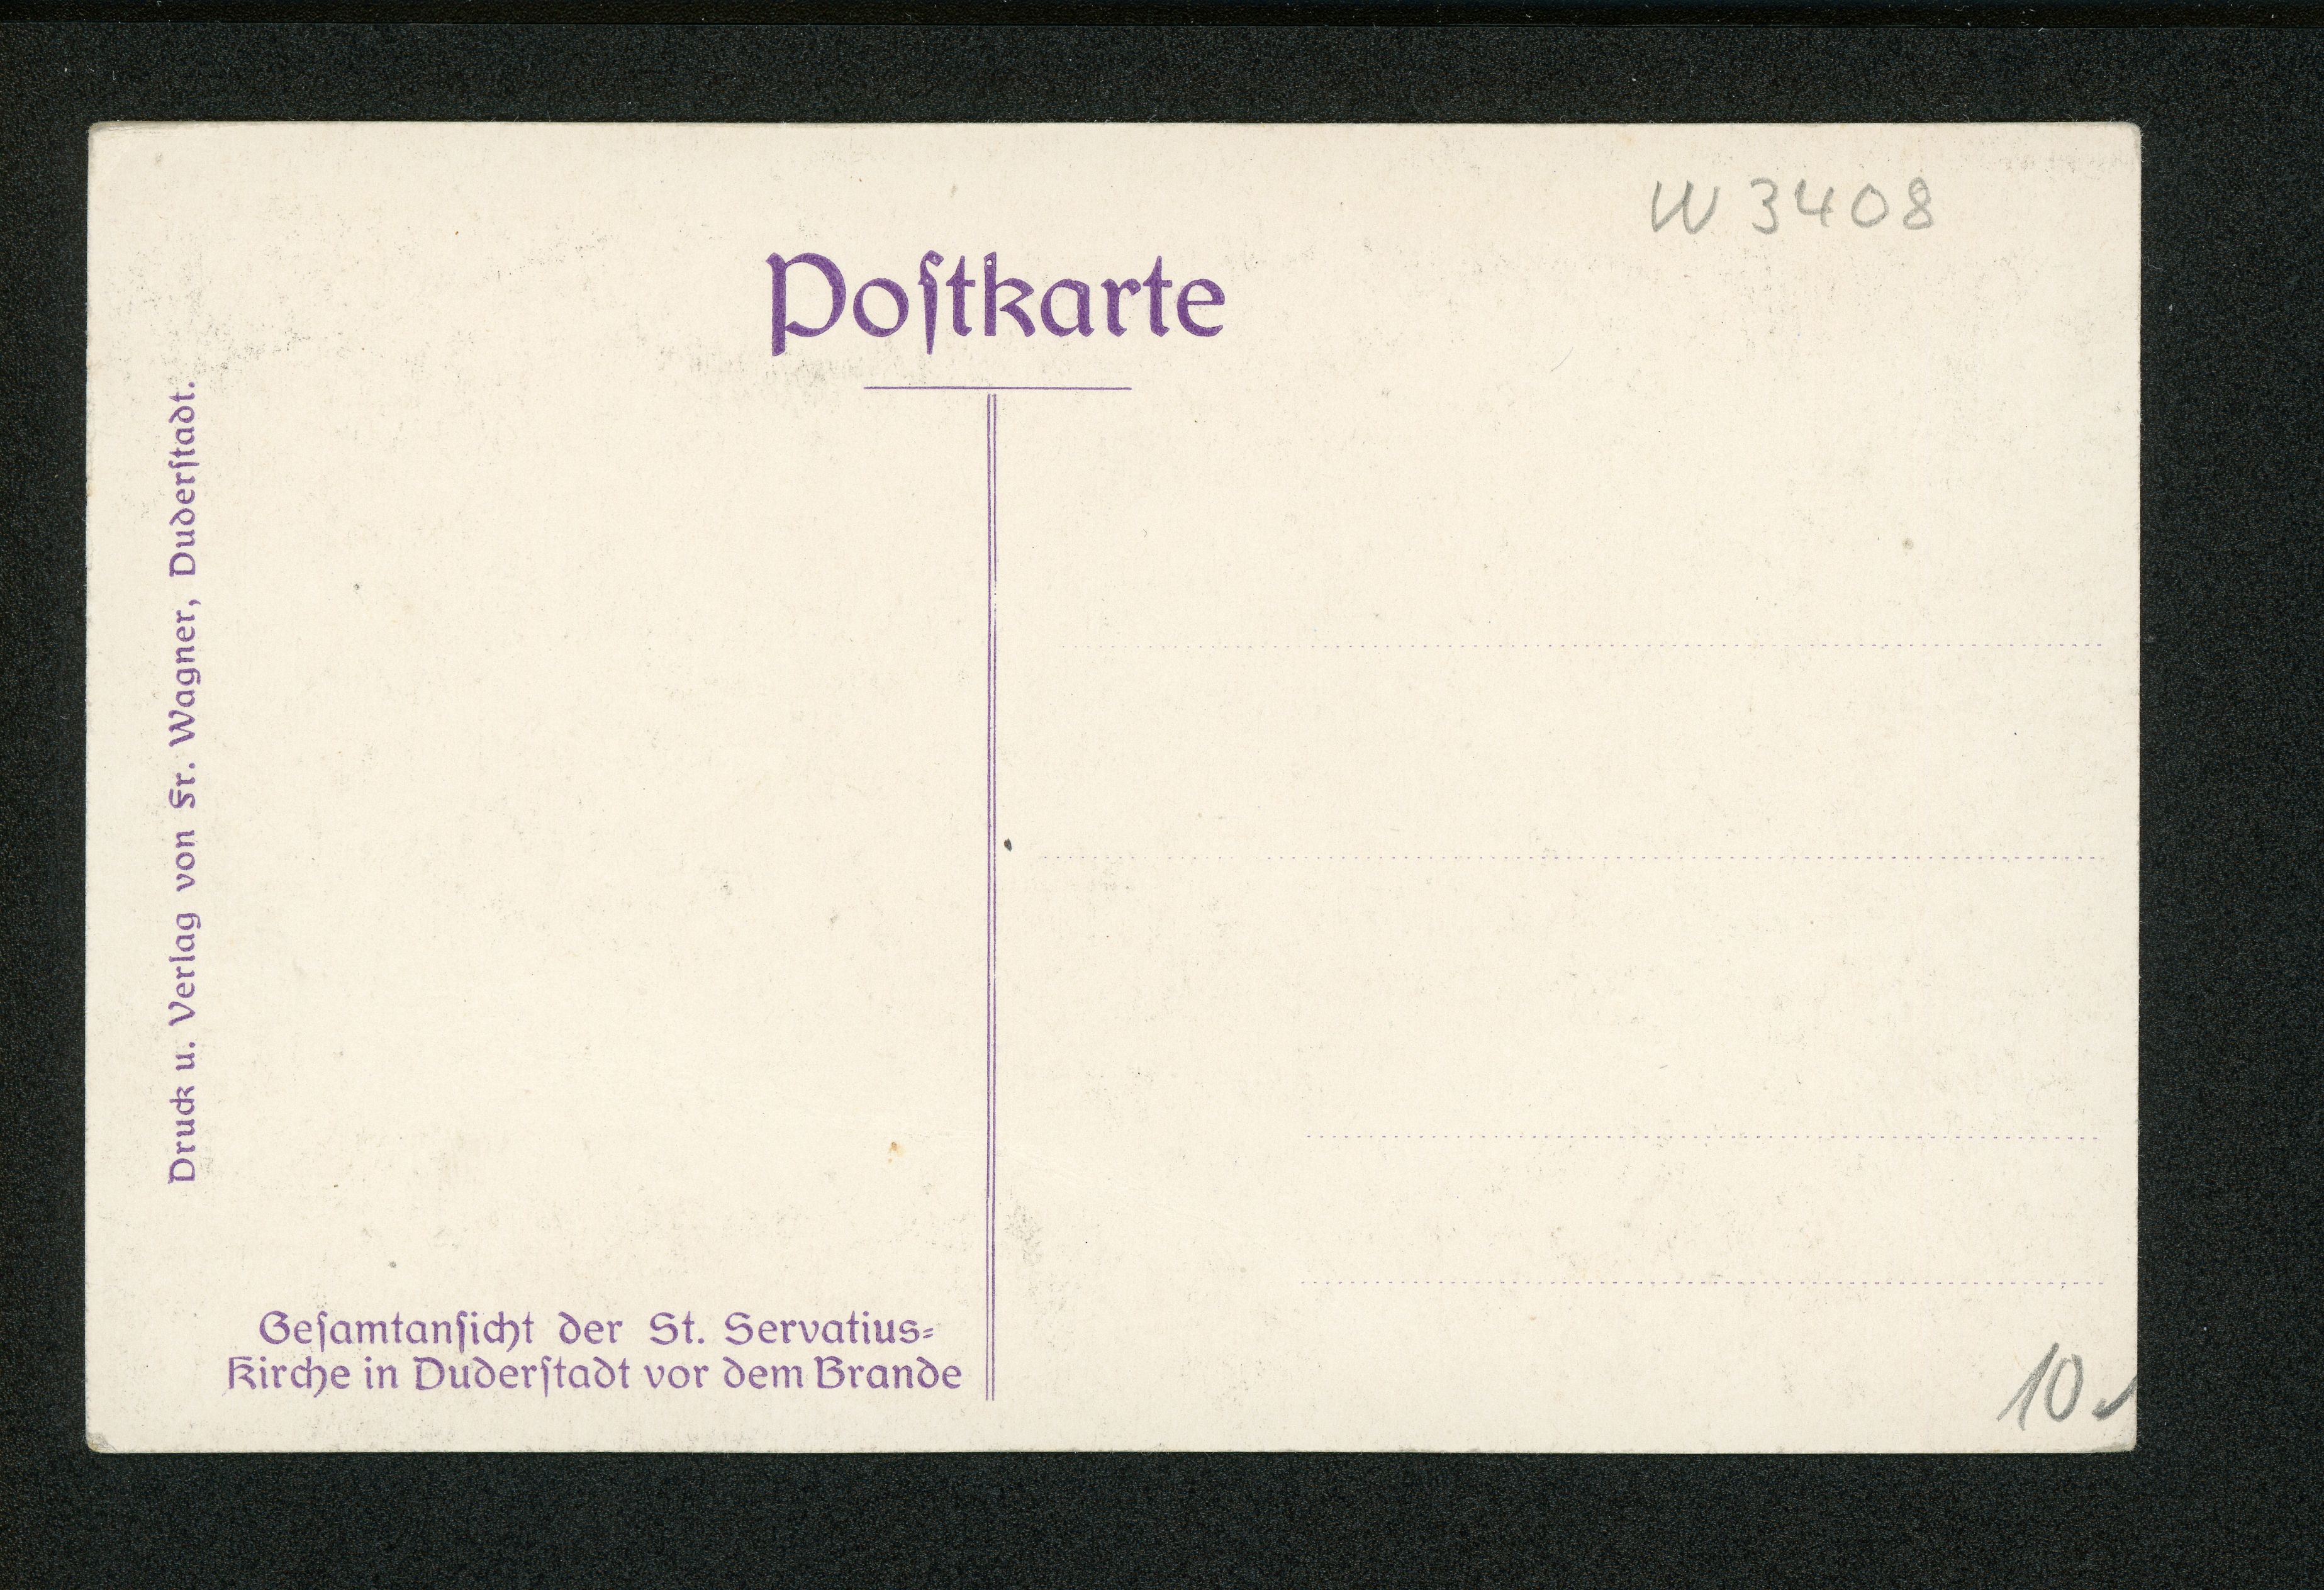 W 3408
Poſtkarte
Druck u. Verlag von Fr. Wagner, Duderſtadt.
Geſamtanſicht der St. Servatius⸗
Kirche in Duderſtadt vor dem Brande
10.